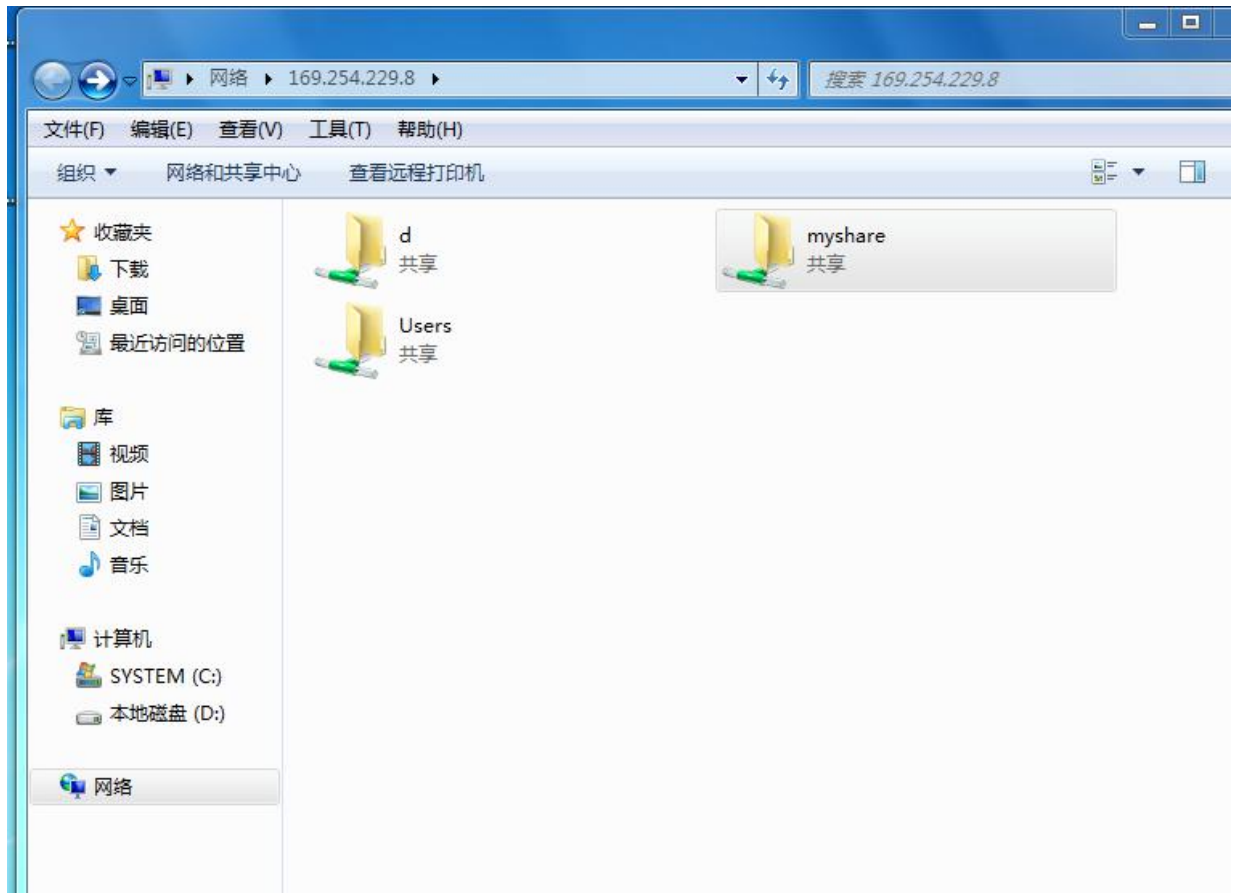 网络 169.254.229.8 搜索 169.254.229.8
文件(F) 编辑(E) 查看(V) 工具(T) 帮助(H)
组织 网络和共享中心 查看远程打印机
收藏夹
下载
桌面
最近访问的位置
库
视频
图片
文档
音乐
计算机
SYSTEM (C:)
本地磁盘 (D:)
网络
d
共享
myshare
共享
Users
共享